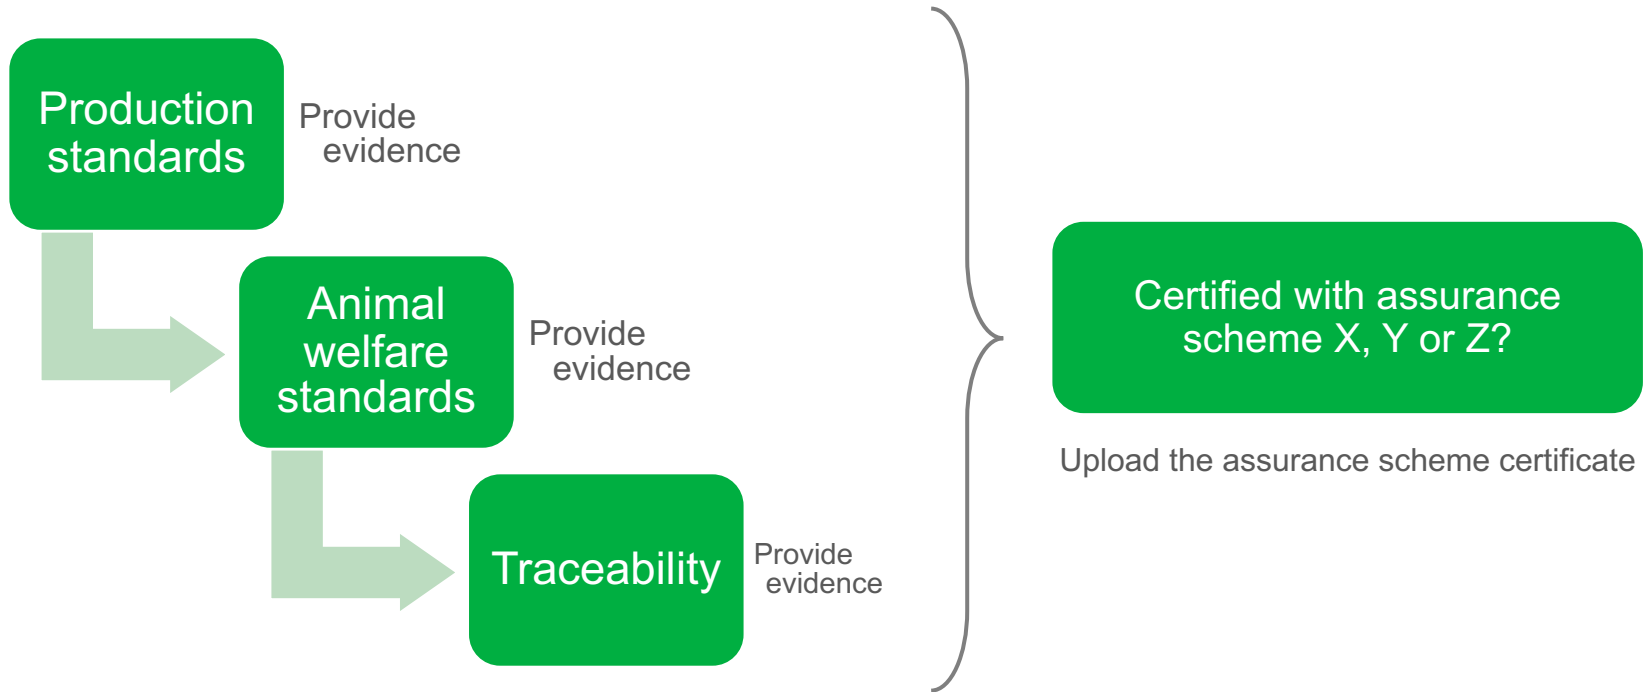 Production
standards
Provide
evidence
Animal
welfare
standards
Provide
evidence
Traceability
Provide
evidence
Certified with assurance
scheme X, Y or Z?
Upload the assurance scheme certificate